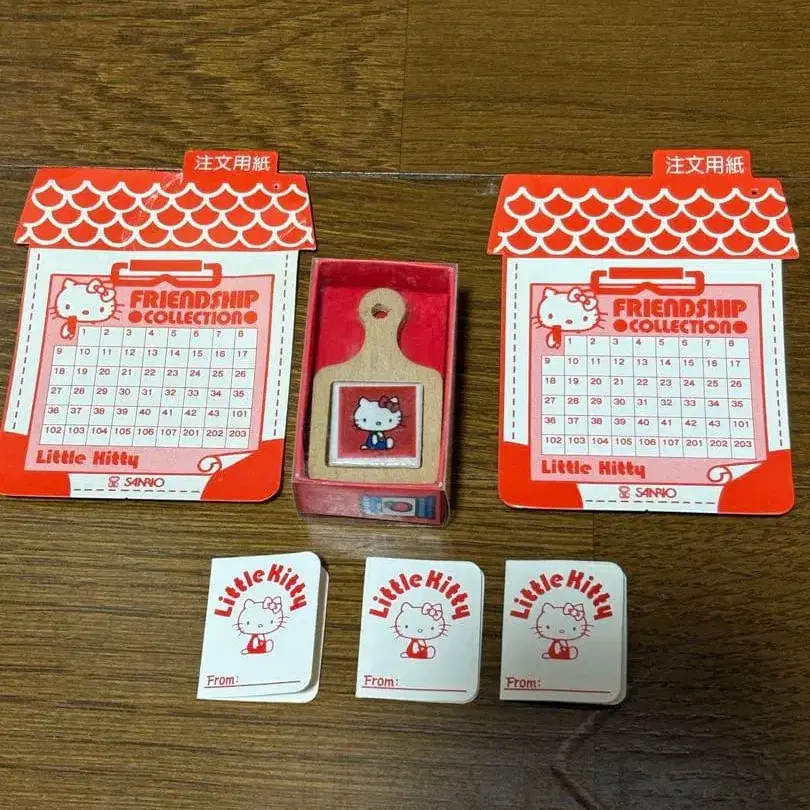 注文用紙
FRIENDSHIP
●COLLECTION●
1 2 3 4 5 6 7 8
9 10 11 12 13 14 15 16 17
18 19 20 21 22 23 24 25 26
27 28 29 30 31 32 33 34 35
36 37 38 39 40 41 42 43 101
102 103 104 105 106 107 201 202 203
Little Kitty
SANRIO
注文用紙
FRIENDSHIP
●COLLECTION●
1 2 3 4 5 6 7 8
9 10 11 12 13 14 15 16 17
18 19 20 21 22 23 24 25 26
27 28 29 30 31 32 33 34 35
36 37 38 39 40 41 42 43 101
102 103 104 105 106 107 201 202 203
Little Kitty
SANRIO
Little Kitty
From:
Little Kitty
From:
Little Kitty
From: